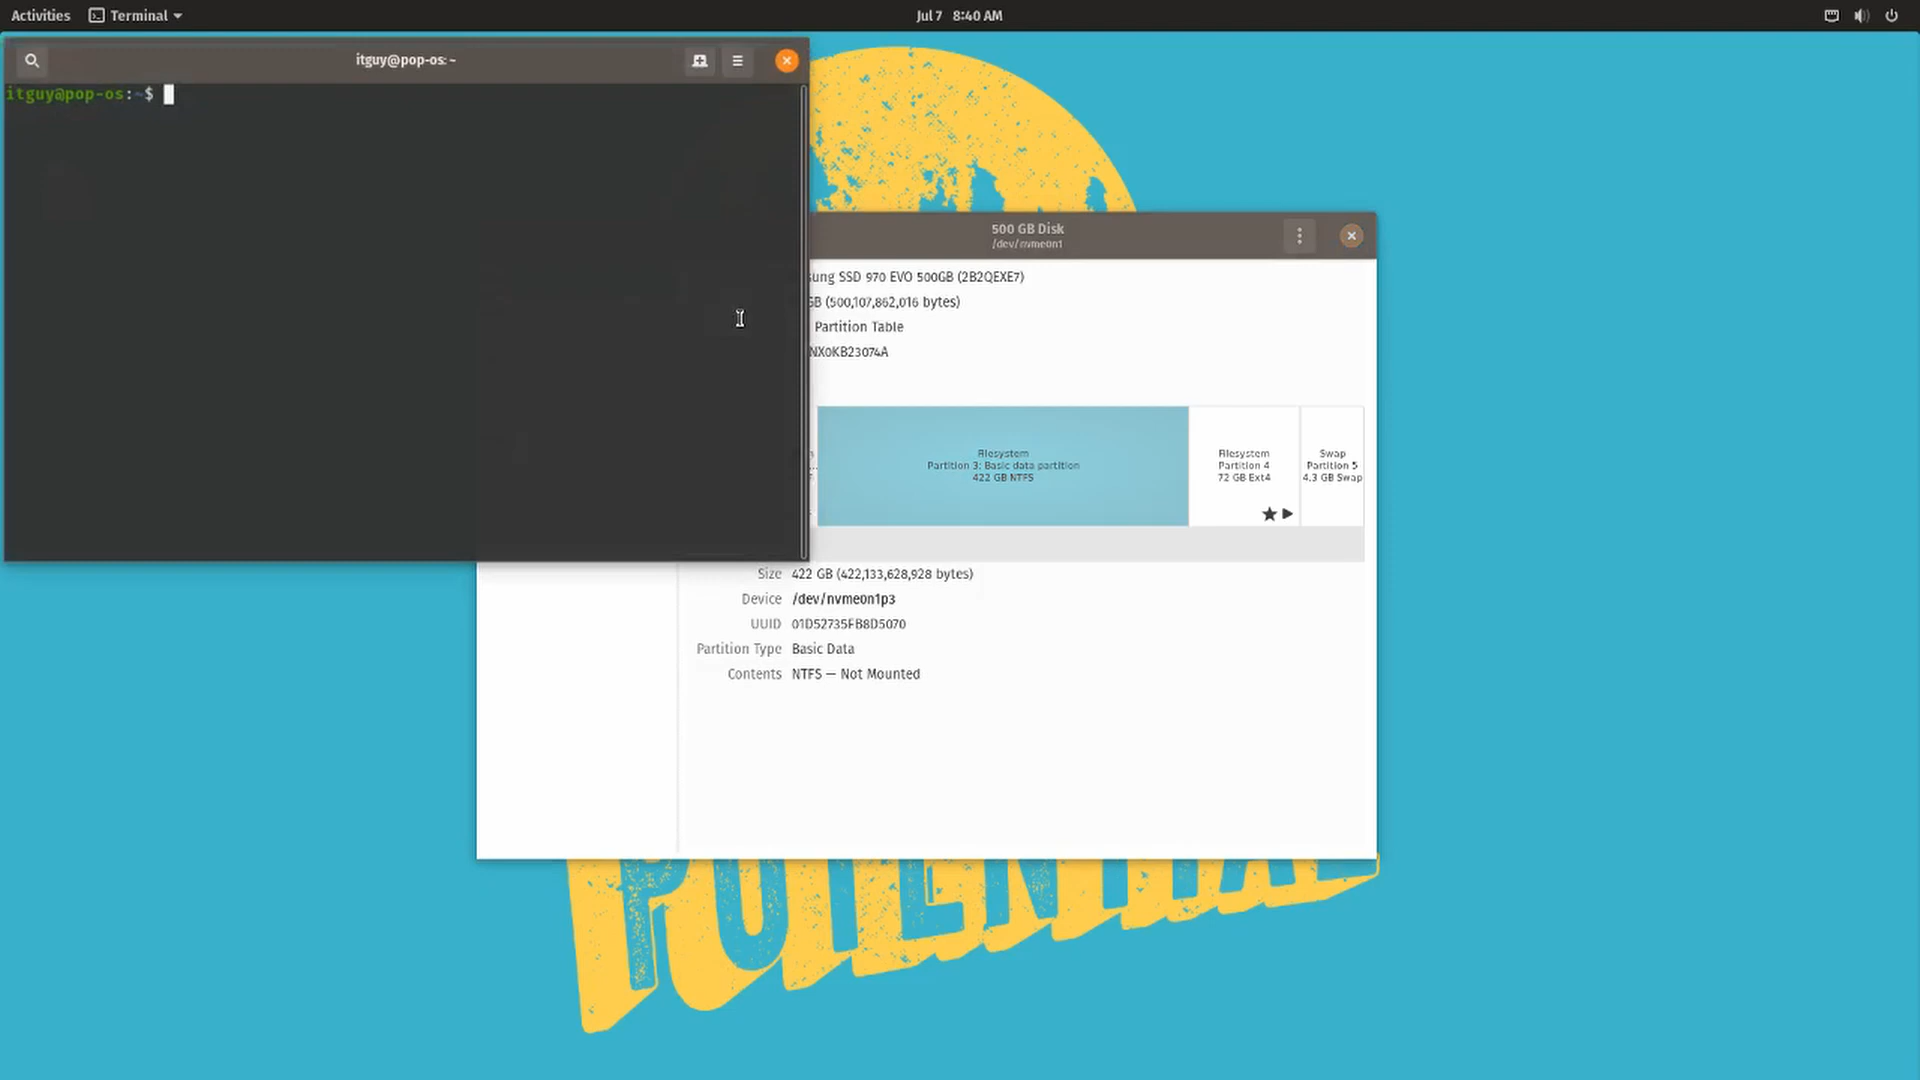 Activities
Terminal
Jul 7 8:40 AM
itguy@pop-os: ~
itguy@pop-os:~$
500 GB Disk
/dev/nvme0n1
sung SSD 970 EVO 500GB (2B2QEXE7)
GB (500,107,862,016 bytes)
Partition Table
NX0KB23074A
Filesystem
Partition 3: Basic data partition
422 GB NTFS
Filesystem
Partition 4
72 GB Ext4
Swap
Partition 5
4.3 GB Swap
Size 422 GB (422,133,628,928 bytes)
Device /dev/nvme0n1p3
UUID 01D52735FB8D5070
Partition Type Basic Data
Contents NTFS — Not Mounted
POTENTIAL